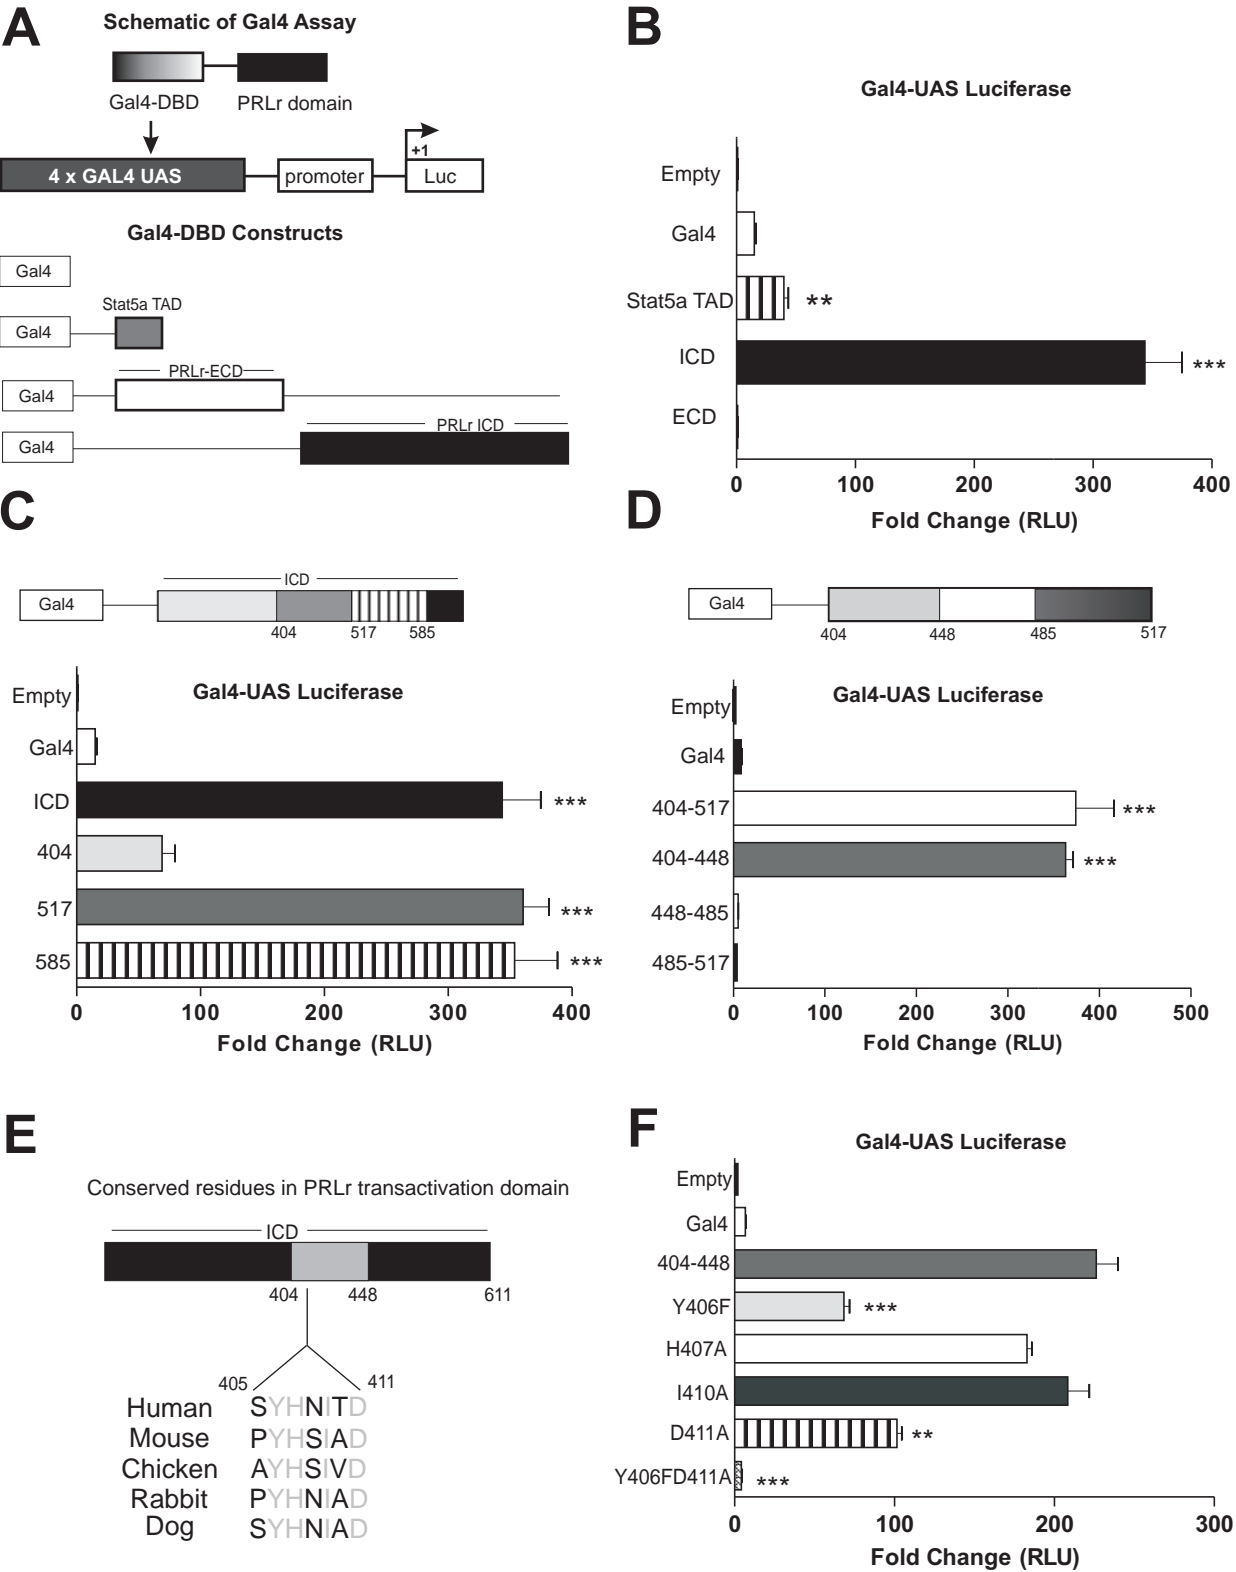 A
Schematic of Gal4 Assay
Gal4-DBD
PRLr domain
4 x GAL4 UAS
promoter
+1
Luc
Gal4-DBD Constructs
Gal4
Stat5a TAD
Gal4
PRLr-ECD
Gal4
PRLr ICD
Gal4
B
Gal4-UAS Luciferase
Empty
Gal4
Stat5a TAD **
ICD ***
ECD
0 100 200 300 400
Fold Change (RLU)
C
ICD
Gal4
404 517 585
Gal4-UAS Luciferase
Empty
Gal4
ICD ***
404
517 ***
585 ***
0 100 200 300 400
Fold Change (RLU)
D
Gal4
404 448 485 517
Gal4-UAS Luciferase
Empty
Gal4
404-517 ***
404-448 ***
448-485
485-517
0 100 200 300 400 500
Fold Change (RLU)
E
Conserved residues in PRLr transactivation domain
ICD
404 448 611
405 411
Human SYHNITD
Mouse PYHSIAD
Chicken AYHSIVD
Rabbit PYHNIAD
Dog SYHNIAD
F
Gal4-UAS Luciferase
Empty
Gal4
404-448
Y406F ***
H407A
I410A
D411A **
Y406FD411A ***
0 100 200 300
Fold Change (RLU)